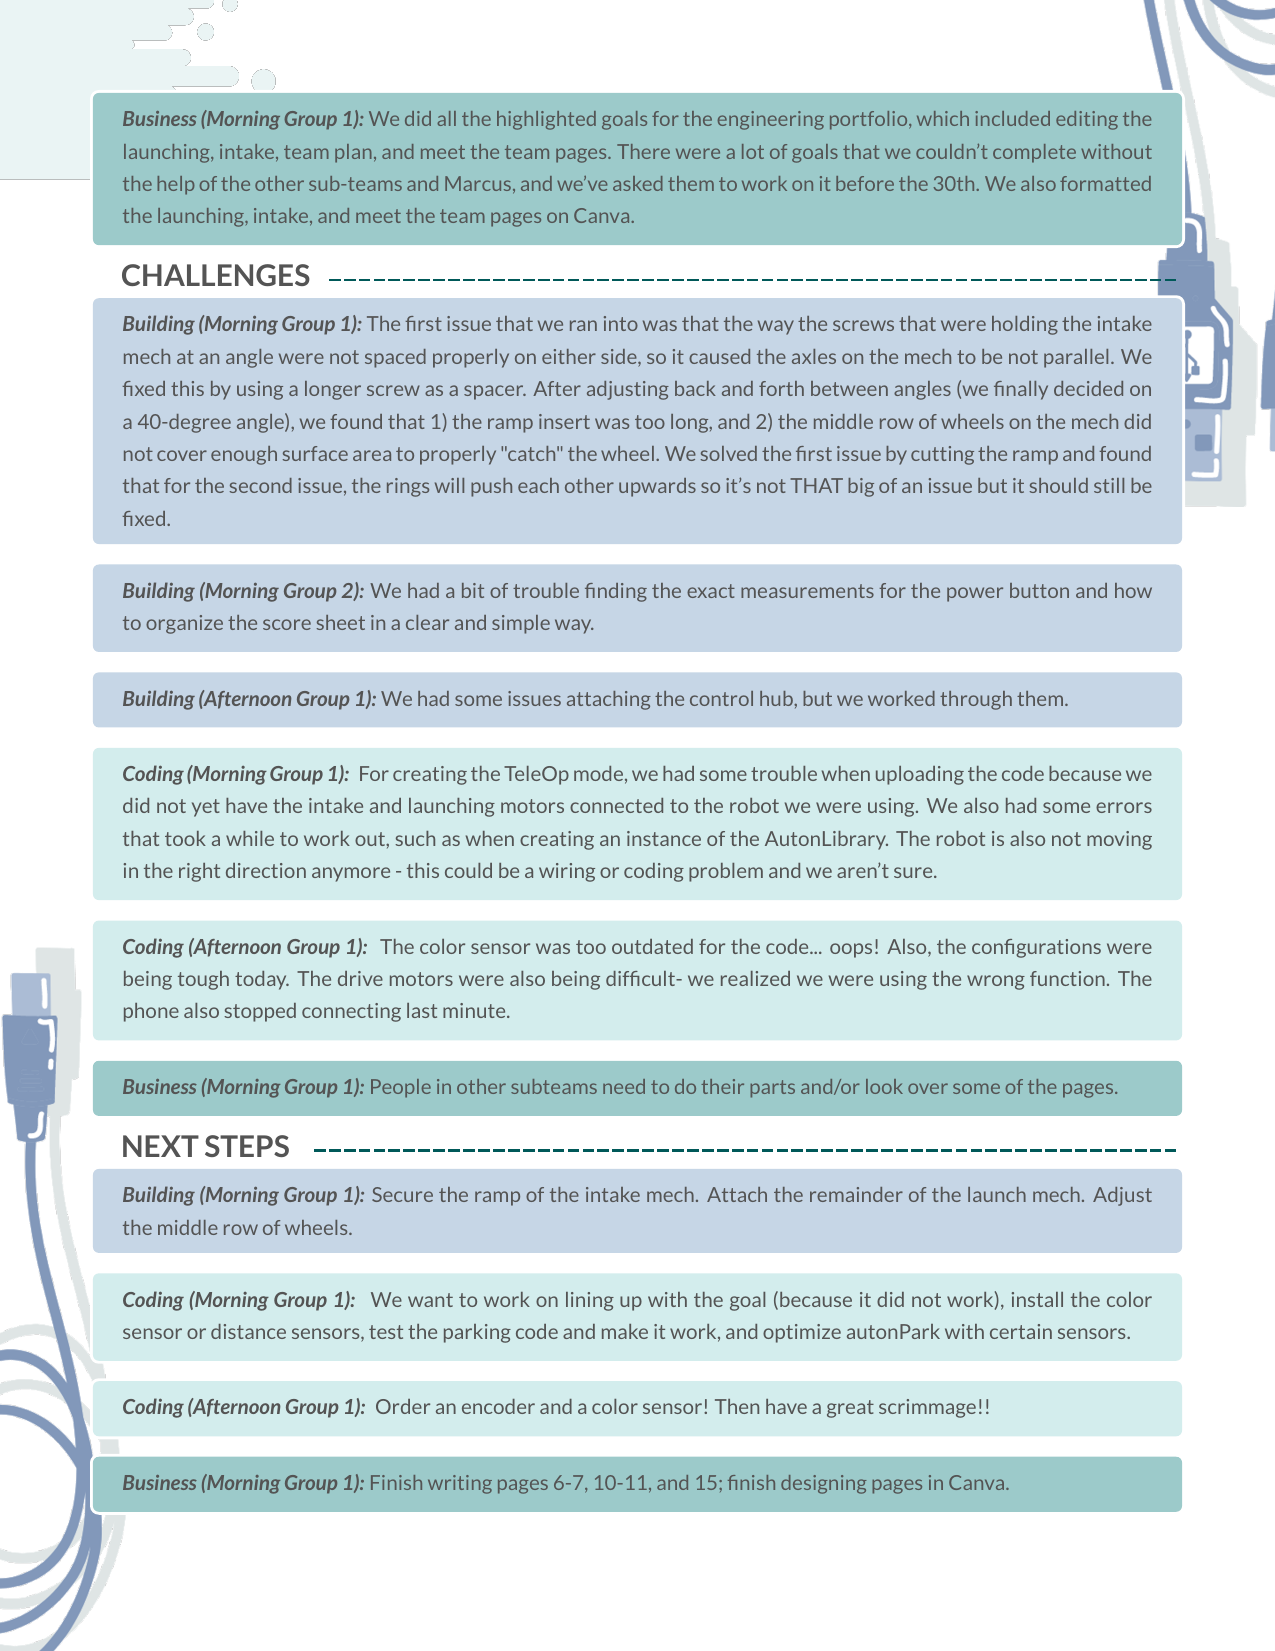 Business (Morning Group 1): We did all the highlighted goals for the engineering portfolio, which included editing the
launching, intake, team plan, and meet the team pages. There were a lot of goals that we couldn’t complete without
the help of the other sub-teams and Marcus, and we’ve asked them to work on it before the 30th. We also formatted
the launching, intake, and meet the team pages on Canva.
CHALLENGES
Building (Morning Group 1): The first issue that we ran into was that the way the screws that were holding the intake
mech at an angle were not spaced properly on either side, so it caused the axles on the mech to be not parallel. We
fixed this by using a longer screw as a spacer. After adjusting back and forth between angles (we finally decided on
a 40-degree angle), we found that 1) the ramp insert was too long, and 2) the middle row of wheels on the mech did
not cover enough surface area to properly "catch" the wheel. We solved the first issue by cutting the ramp and found
that for the second issue, the rings will push each other upwards so it’s not THAT big of an issue but it should still be
fixed.
Building (Morning Group 2): We had a bit of trouble finding the exact measurements for the power button and how
to organize the score sheet in a clear and simple way.
Building (Afternoon Group 1): We had some issues attaching the control hub, but we worked through them.
Coding (Morning Group 1): For creating the TeleOp mode, we had some trouble when uploading the code because we
did not yet have the intake and launching motors connected to the robot we were using. We also had some errors
that took a while to work out, such as when creating an instance of the AutonLibrary. The robot is also not moving
in the right direction anymore - this could be a wiring or coding problem and we aren’t sure.
Coding (Afternoon Group 1): The color sensor was too outdated for the code... oops! Also, the configurations were
being tough today. The drive motors were also being difficult- we realized we were using the wrong function. The
phone also stopped connecting last minute.
Business (Morning Group 1): People in other subteams need to do their parts and/or look over some of the pages.
NEXT STEPS
Building (Morning Group 1): Secure the ramp of the intake mech. Attach the remainder of the launch mech. Adjust
the middle row of wheels.
Coding (Morning Group 1): We want to work on lining up with the goal (because it did not work), install the color
sensor or distance sensors, test the parking code and make it work, and optimize autonPark with certain sensors.
Coding (Afternoon Group 1): Order an encoder and a color sensor! Then have a great scrimmage!!
Business (Morning Group 1): Finish writing pages 6-7, 10-11, and 15; finish designing pages in Canva.